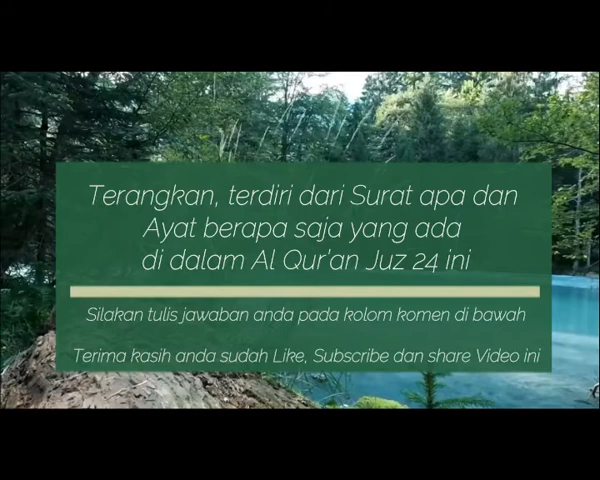 Terangkan, terdiri dari Surat apa dan
Ayat berapa saja yang ada
di dalam Al Qur'an Juz 24 ini
Silakan tulis jawaban anda pada kolom komen di bawah
Terima kasih anda sudah Like, Subscribe dan share Video ini